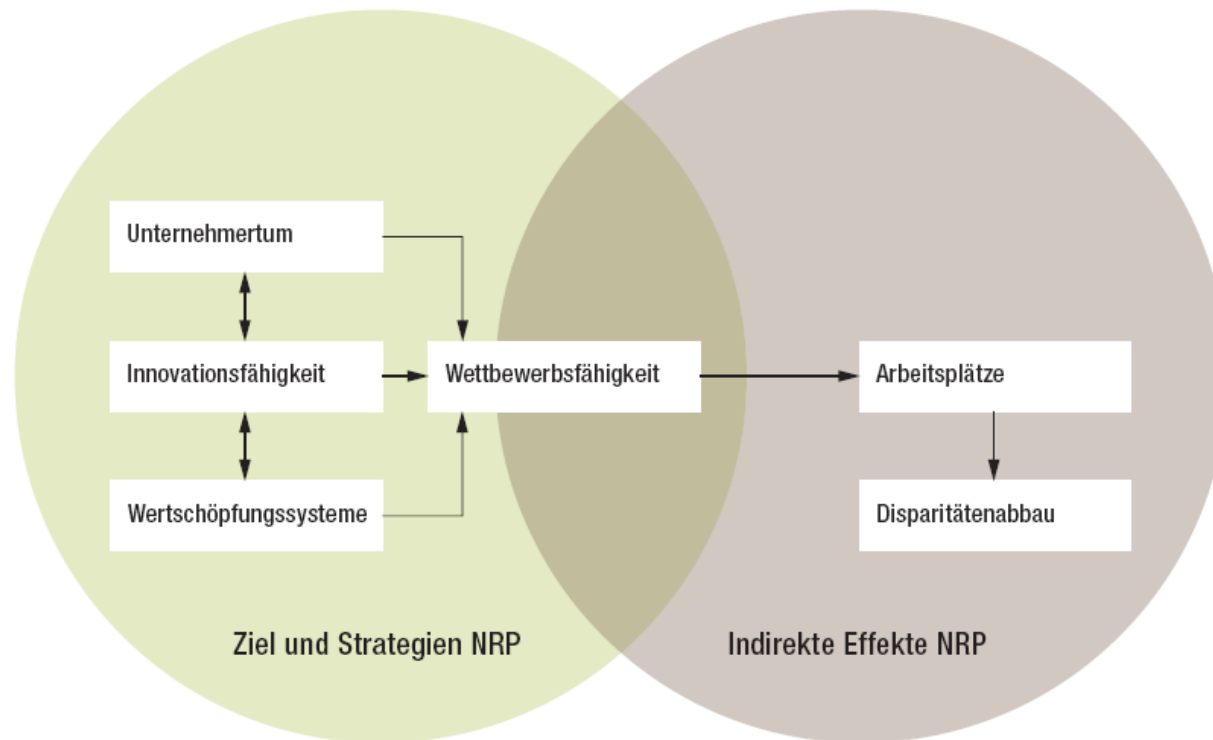 Unternehmertum
Innovationsfähigkeit
Wettbewerbsfähigkeit
Arbeitsplätze
Wertschöpfungssysteme
Disparitätenabbau
Ziel und Strategien NRP
Indirekte Effekte NRP